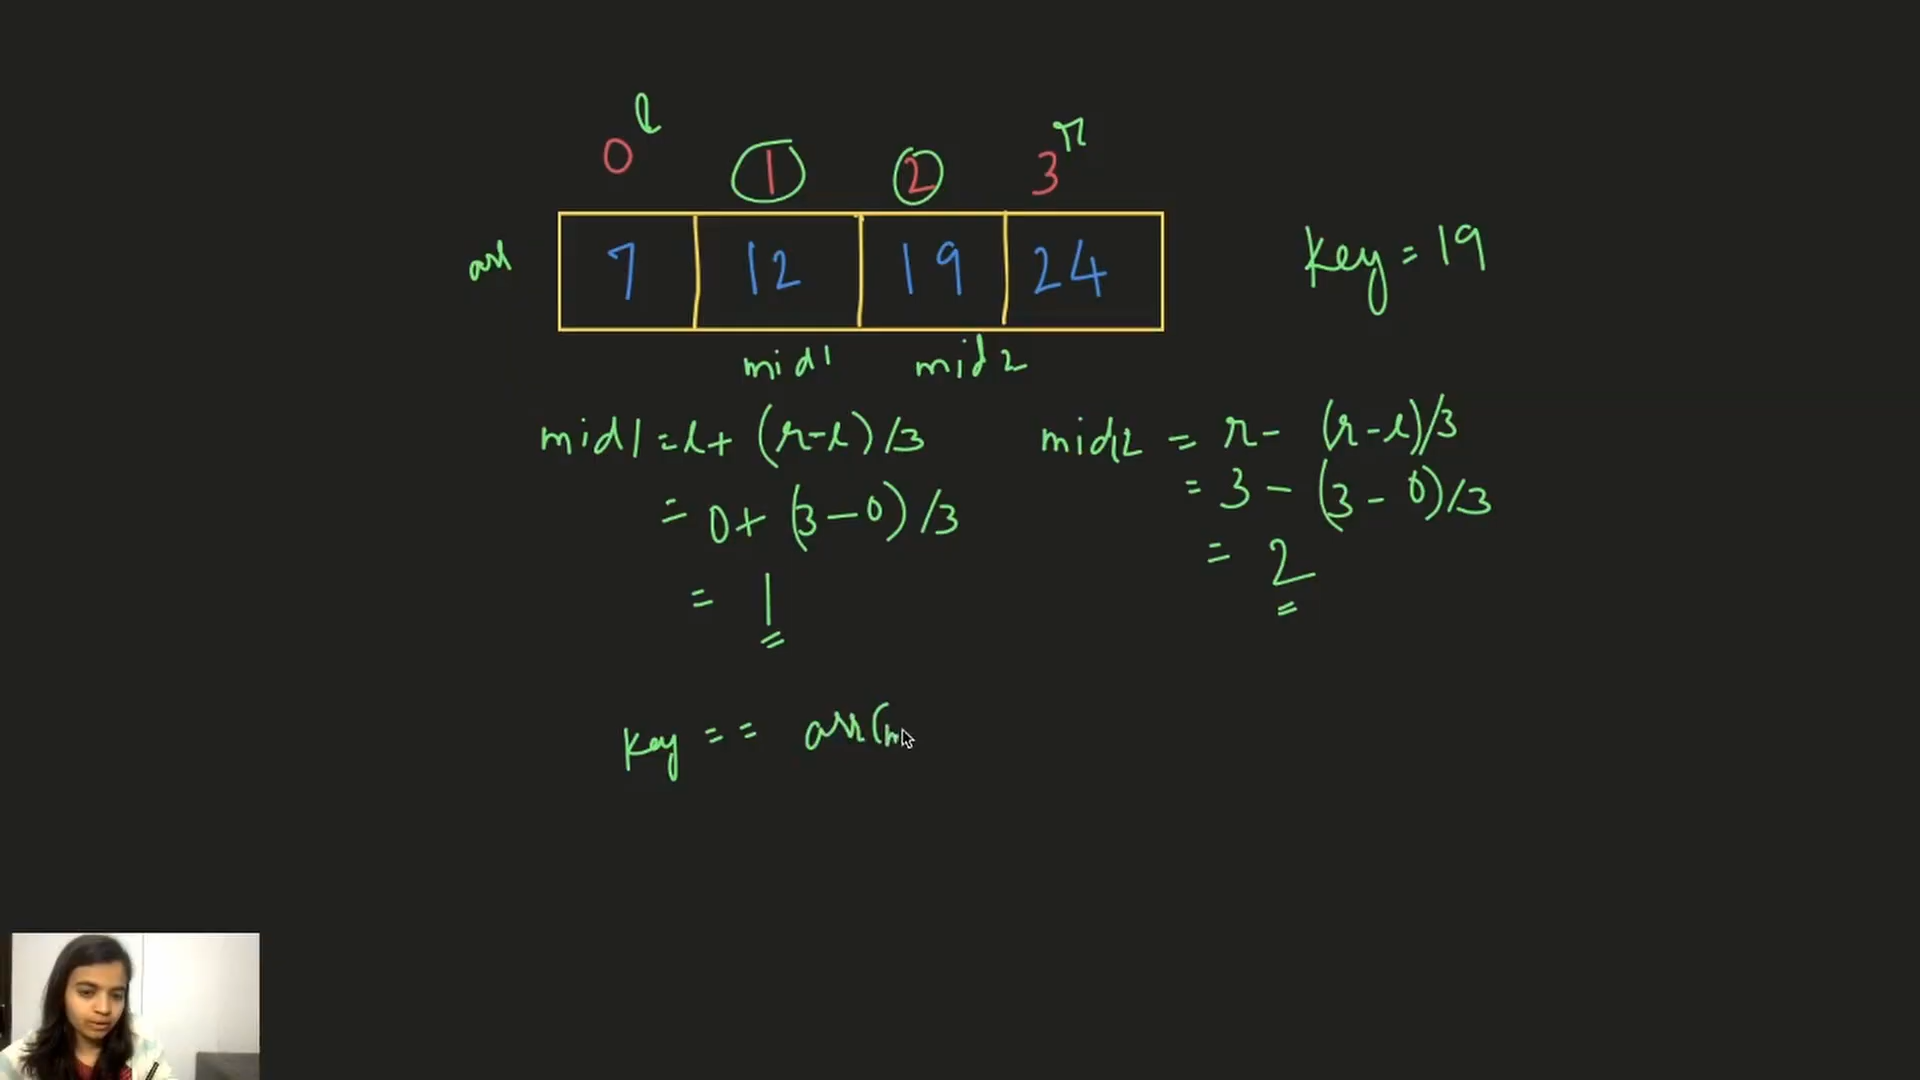 l r
0 1 2 3
arr 7 12 19 24 key = 19
mid1 mid2
mid1 = l + (r-l)/3 mid2 = r - (r-l)/3
= 0 + (3-0)/3 = 3 - (3-0)/3
= 1 = 2
key == arr(m